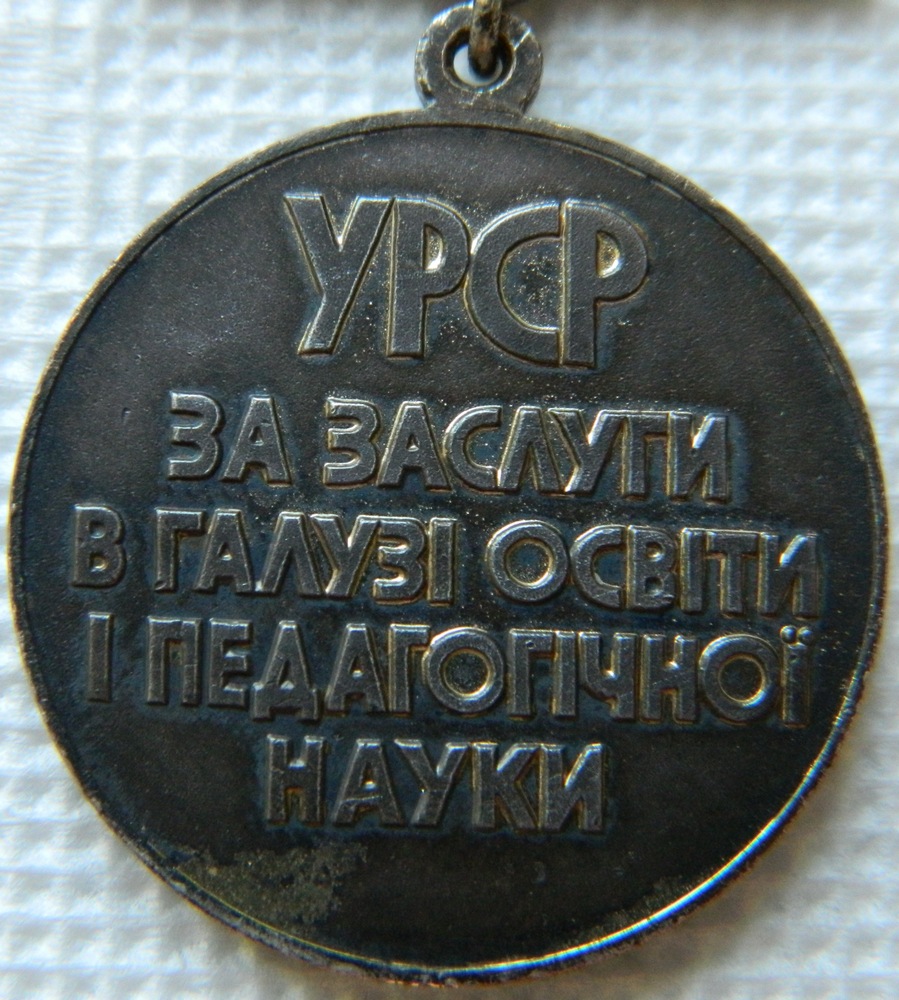 УРСР
ЗА ЗАСЛУГИ
В ГАЛУЗІ ОСВІТИ
І ПЕДАГОГІЧНОЇ
НАУКИ